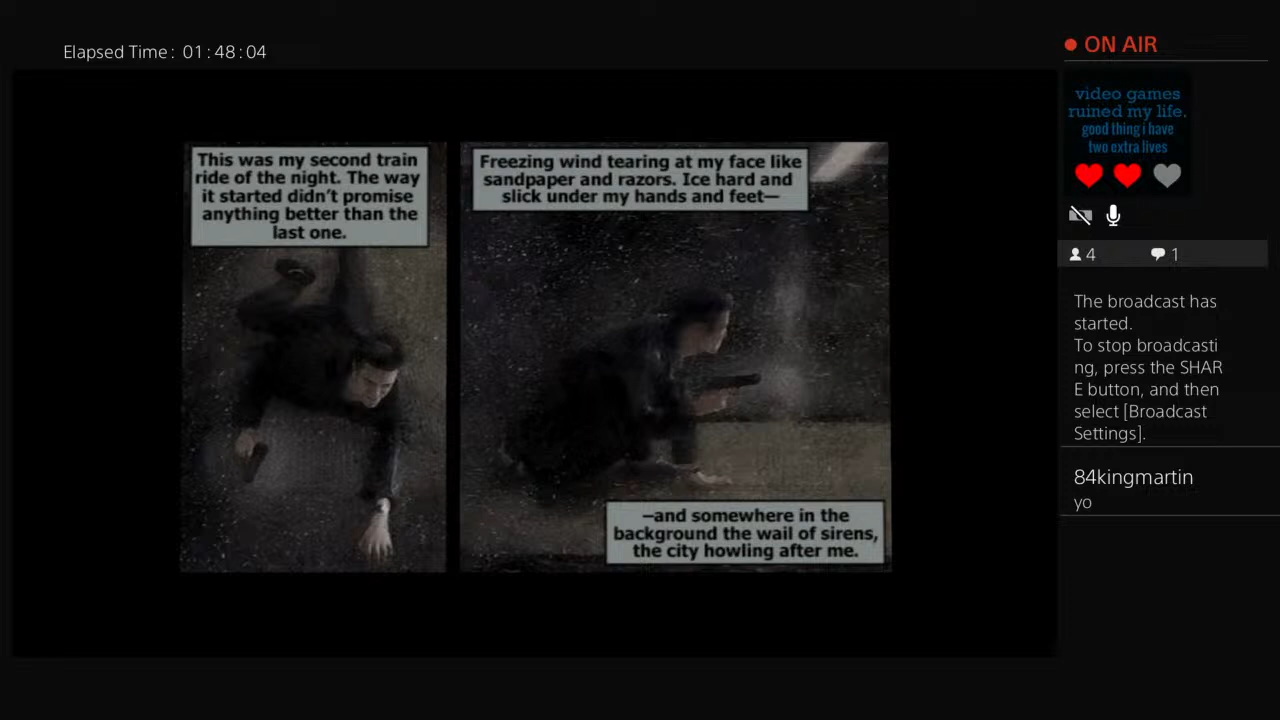 Elapsed Time: 01:48:04
ON AIR
video games
ruined my life.
good thing i have
two extra lives
4
1
The broadcast has
started.
To stop broadcasti
ng, press the SHAR
E button, and then
select [Broadcast
Settings].
84kingmartin
yo
This was my second train
ride of the night. The way
it started didn't promise
anything better than the
last one.
Freezing wind tearing at my face like
sandpaper and razors. Ice hard and
slick under my hands and feet—
—and somewhere in the
background the wail of sirens,
the city howling after me.